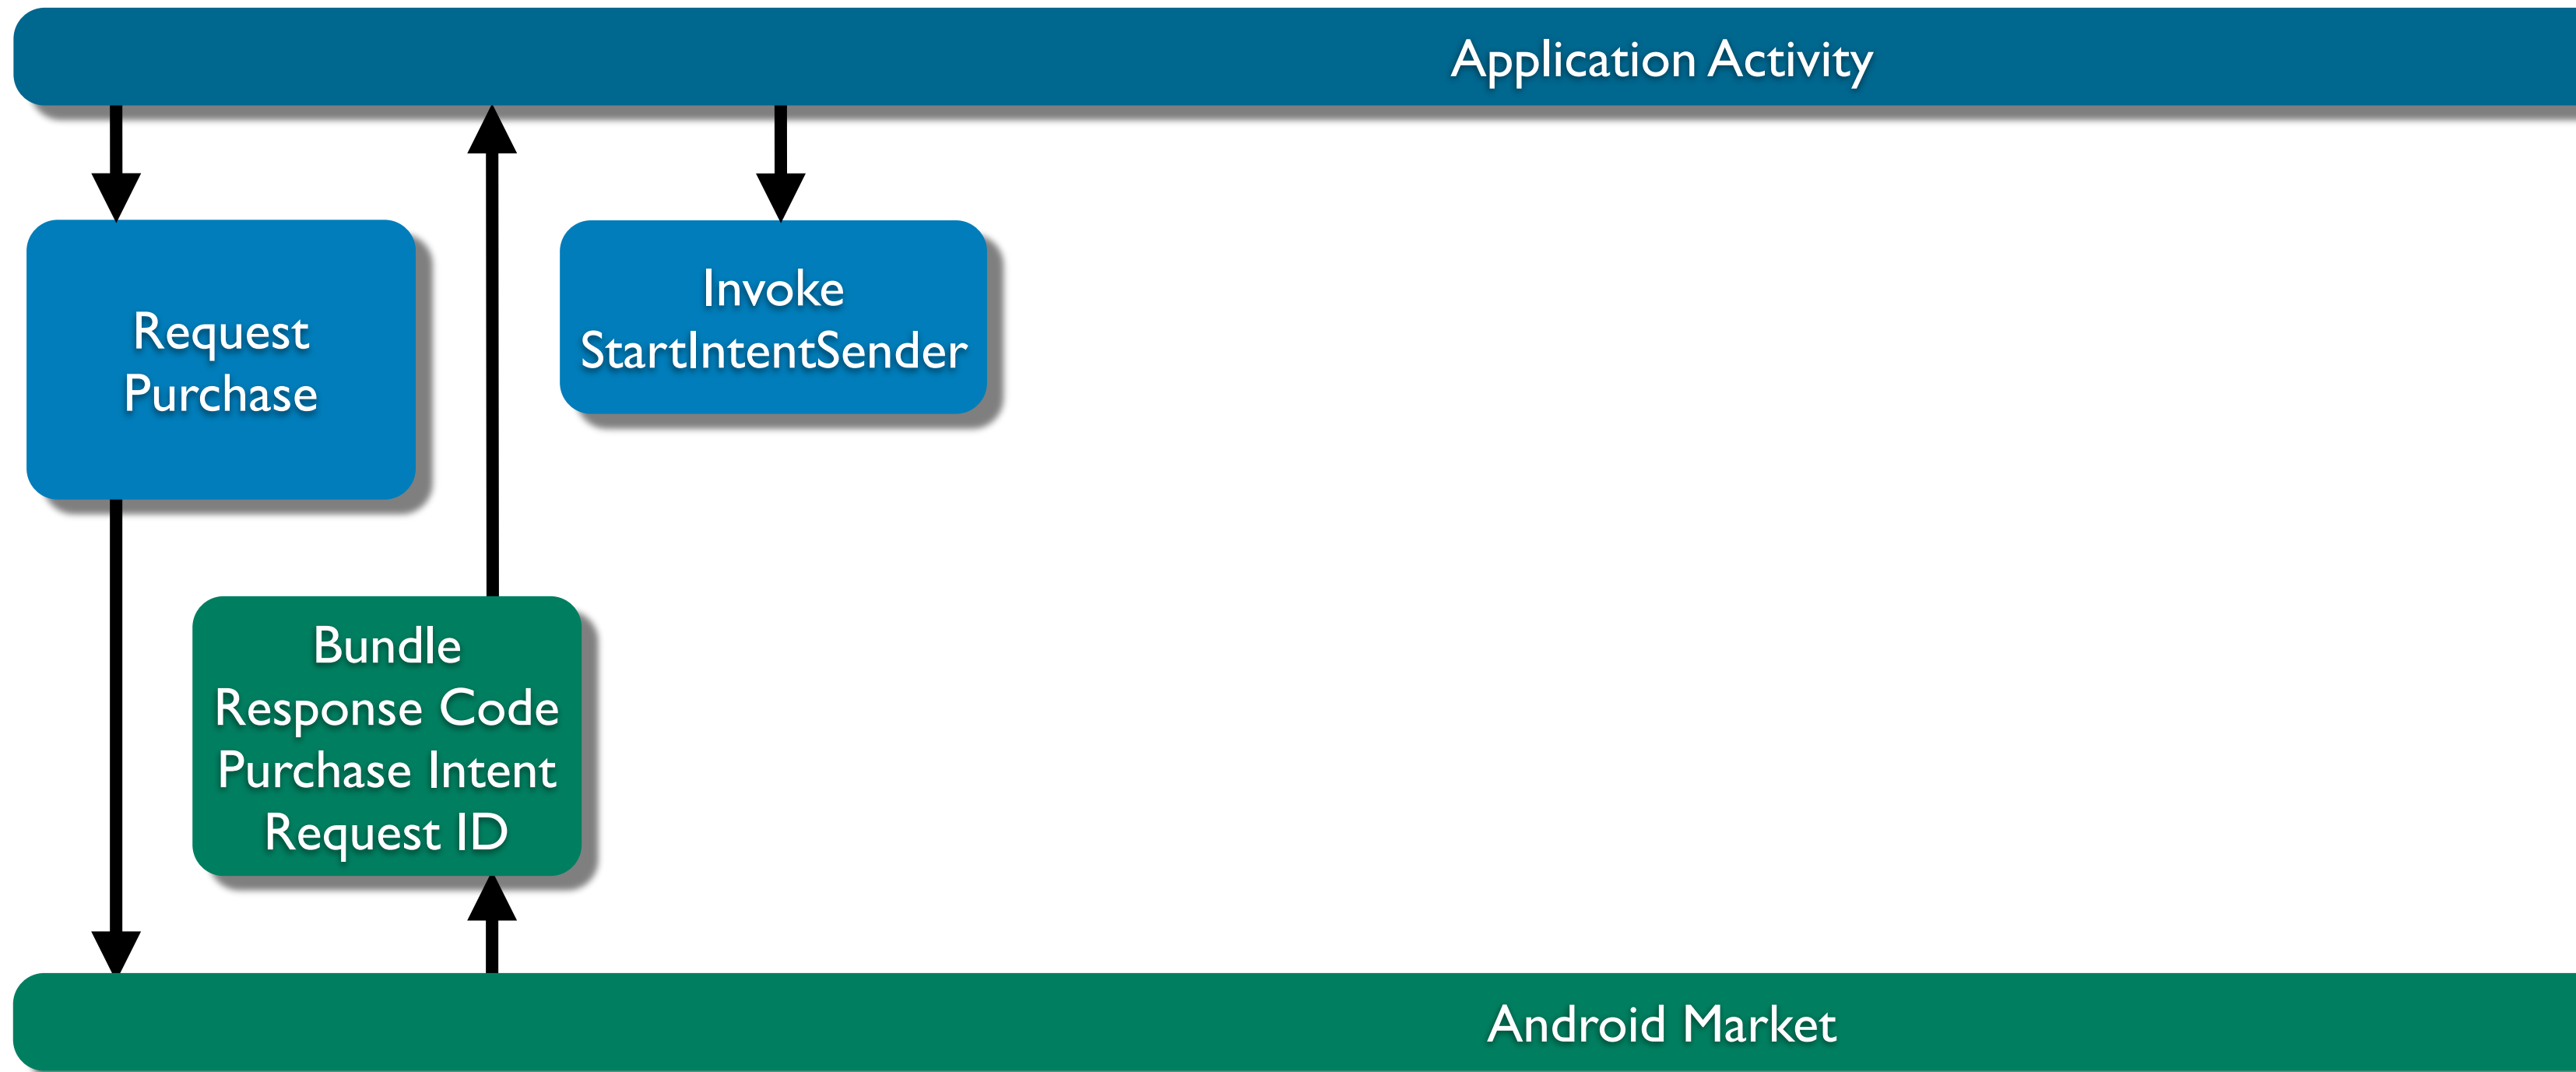 Application Activity
Request
Purchase
Invoke
StartIntentSender
Bundle
Response Code
Purchase Intent
Request ID
Android Market